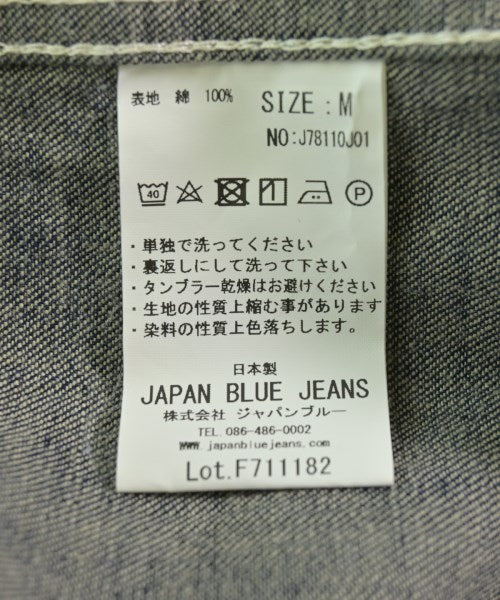 表地 綿 100% SIZE : M
NO:J78110J01
40 P
・単独で洗ってください
・裏返しにして洗って下さい
・タンブラー乾燥はお避けください
・生地の性質上縮む事があります
・染料の性質上色落ちします。
日本製
JAPAN BLUE JEANS
株式会社 ジャパンブルー
TEL. 086-486-0002
www.japanbluejeans.com
Lot.F711182